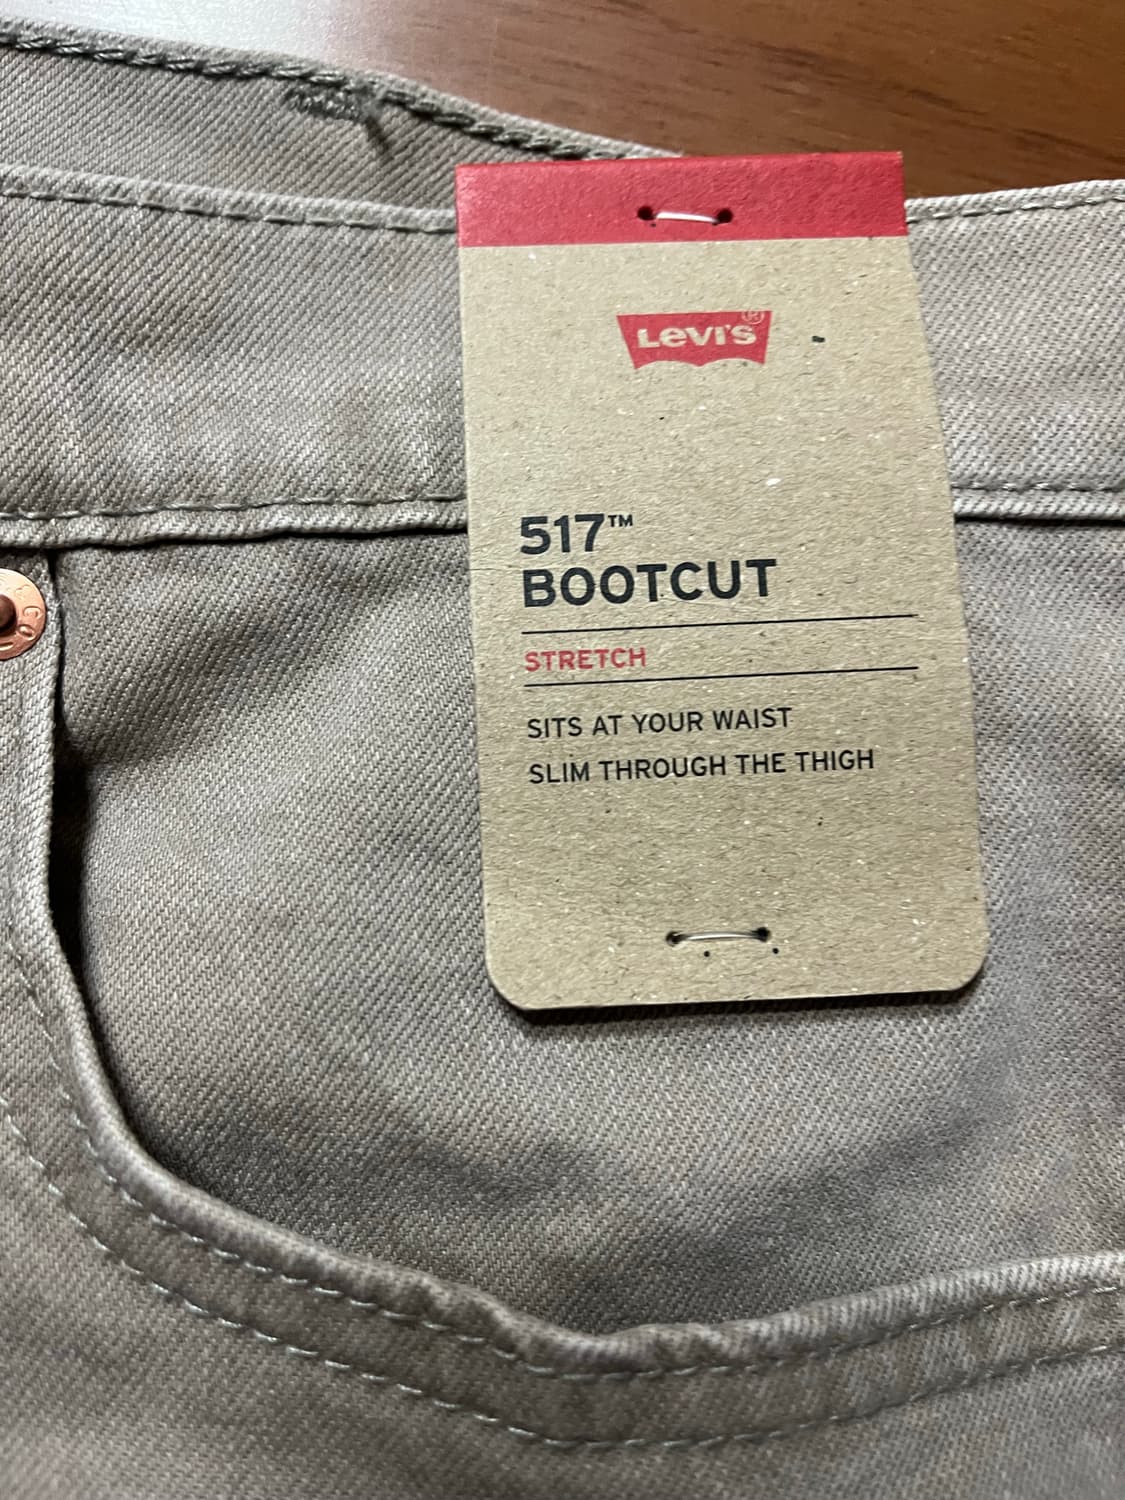 Levi's®
517™
BOOTCUT
STRETCH
SITS AT YOUR WAIST
SLIM THROUGH THE THIGH